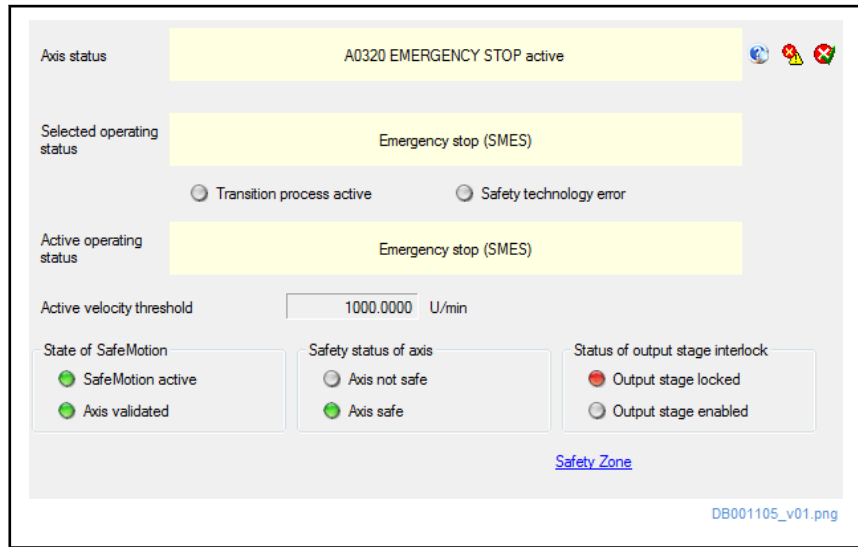 Axis status
A0320 EMERGENCY STOP active
Selected operating
status
Emergency stop (SMES)
Transition process active
Safety technology error
Active operating
status
Emergency stop (SMES)
Active velocity threshold
1000.0000 U/min
State of SafeMotion
SafeMotion active
Axis validated
Safety status of axis
Axis not safe
Axis safe
Status of output stage interlock
Output stage locked
Output stage enabled
Safety Zone
DB001105_v01.png